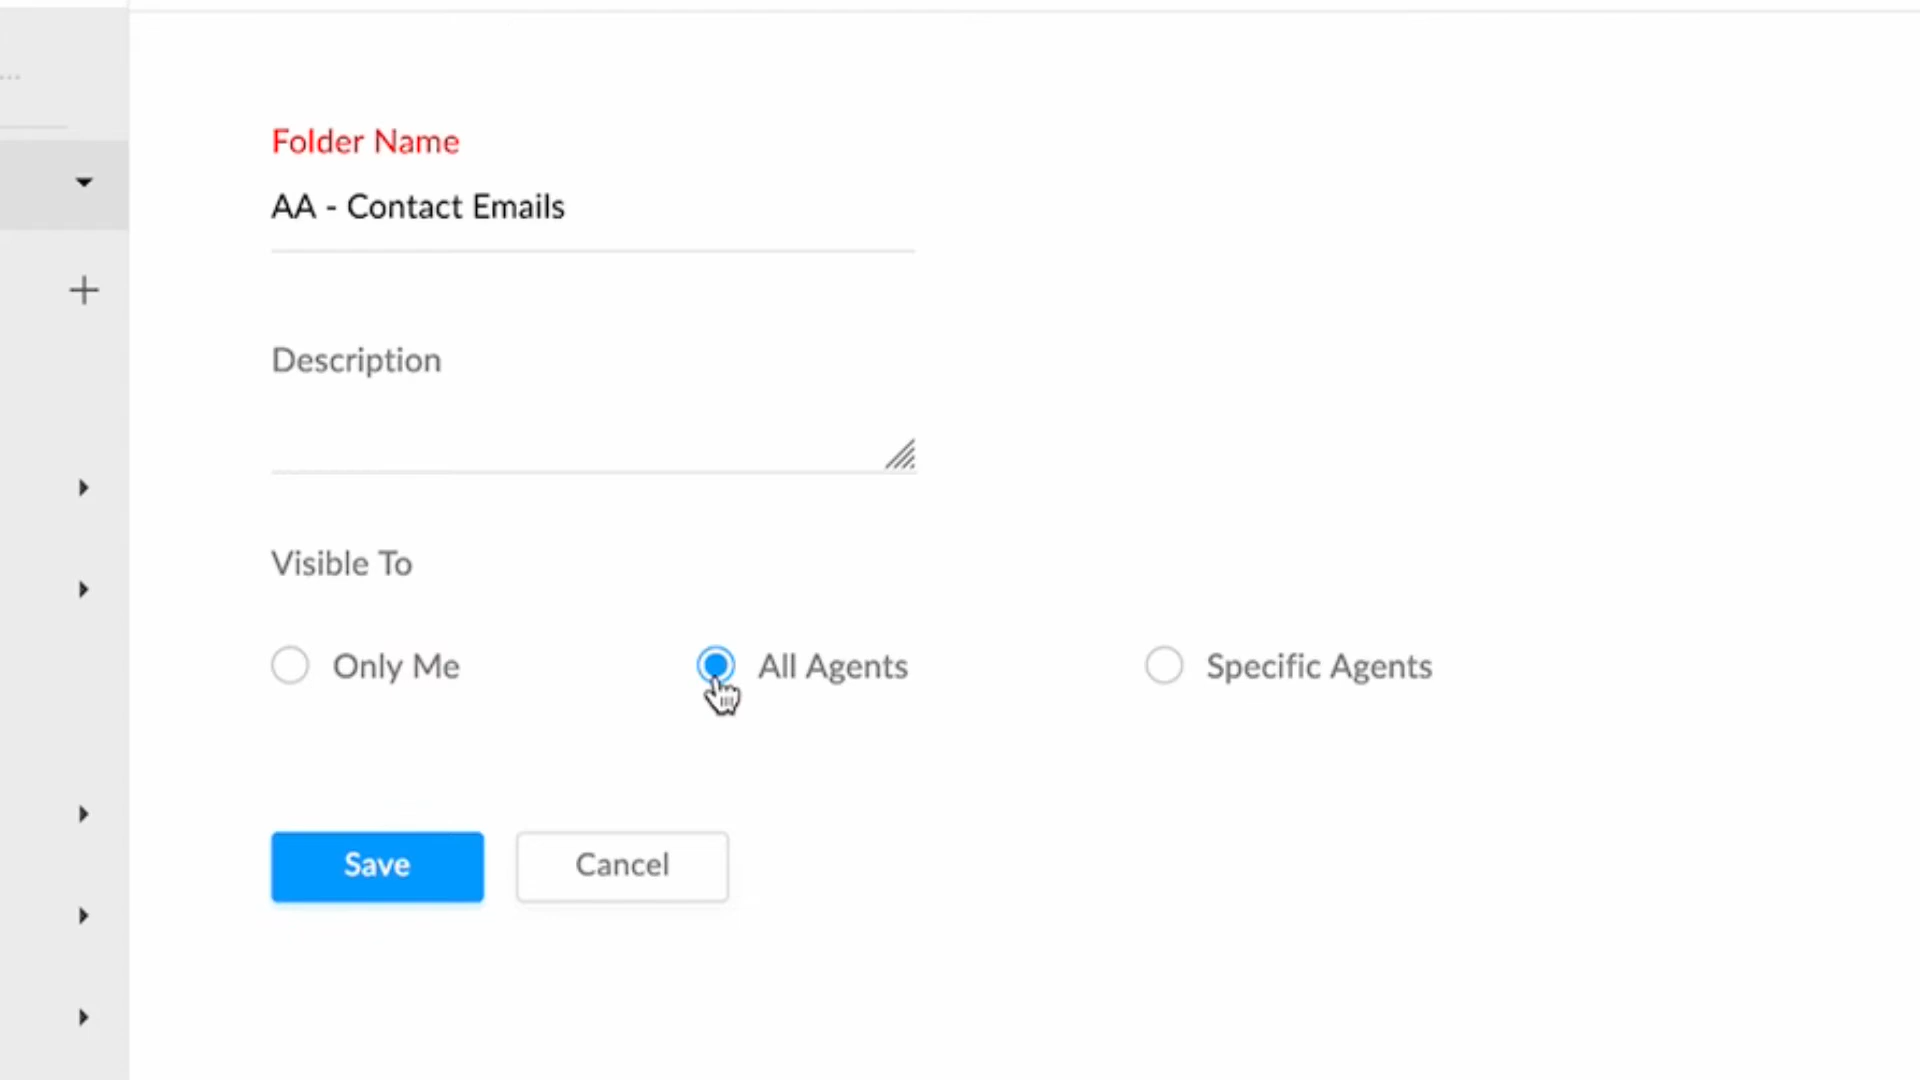 ...
Folder Name
AA - Contact Emails
Description
Visible To
Only Me All Agents Specific Agents
Save Cancel